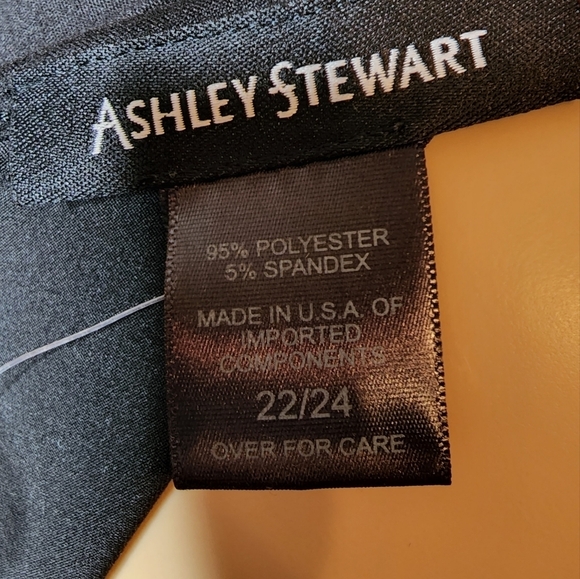 ASHLEY STEWART
95% POLYESTER
5% SPANDEX
MADE IN U.S.A. OF
IMPORTED
COMPONENTS
22/24
OVER FOR CARE